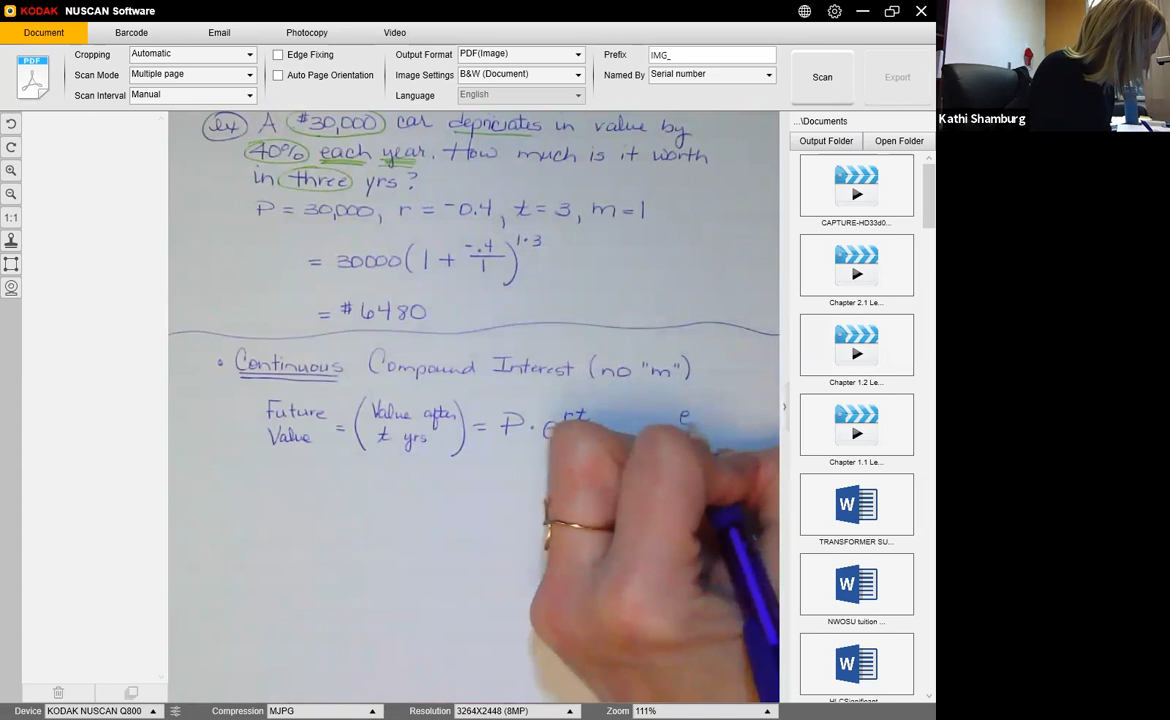 KODAK NUSCAN Software
Document Barcode Email Photocopy Video
Cropping Automatic Edge Fixing Output Format PDF(Image) Prefix IMG_
PDF Scan Mode Multiple page Auto Page Orientation Image Settings B&W (Document) Named By Serial number Scan Export
Scan Interval Manual Language English
ex A $30,000 car depriciates in value by
40% each year. How much is it worth
in three yrs?
P = 30,000, r = -0.4, t = 3, m = 1
= 30000(1 + -.4/1)^1·3
= $6480
• Continuous Compound Interest (no "m")
Future Value = (Value after t yrs) = P · e^rt
e
1:1
Kathi Shamburg
...\Documents
Output Folder Open Folder
CAPTURE-HD33d0...
Chapter 2.1 Le...
Chapter 1.2 Le...
Chapter 1.1 Le...
TRANSFORMER SU...
NWOSU tuition ...
Device KODAK NUSCAN Q800 Compression MJPG Resolution 3264X2448 (8MP) Zoom 111%